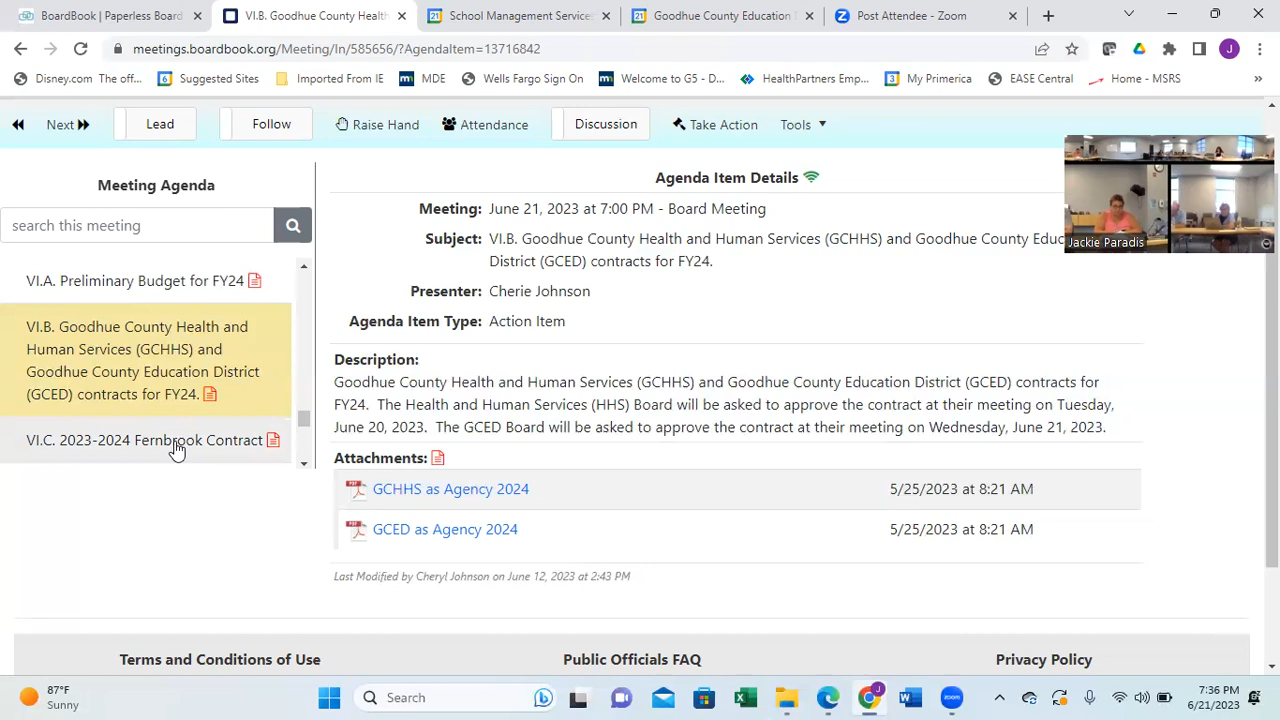 BoardBook | Paperless Board
VI.B. Goodhue County Health
School Management Services
Goodhue County Education
Post Attendee - Zoom
meetings.boardbook.org/Meeting/In/585656/?AgendaItem=13716842
Disney.com The off...
Suggested Sites
Imported From IE
MDE
Wells Fargo Sign On
Welcome to G5 - D...
HealthPartners Emp...
My Primerica
EASE Central
Home - MSRS
»
Next
Lead
Follow
Raise Hand
Attendance
Discussion
Take Action
Tools
Meeting Agenda
search this meeting
VI.A. Preliminary Budget for FY24
VI.B. Goodhue County Health and
Human Services (GCHHS) and
Goodhue County Education District
(GCED) contracts for FY24.
VI.C. 2023-2024 Fernbrook Contract
Agenda Item Details
Meeting: June 21, 2023 at 7:00 PM - Board Meeting
Subject: VI.B. Goodhue County Health and Human Services (GCHHS) and Goodhue County Educ
District (GCED) contracts for FY24.
Presenter: Cherie Johnson
Agenda Item Type: Action Item
Description:
Goodhue County Health and Human Services (GCHHS) and Goodhue County Education District (GCED) contracts for
FY24. The Health and Human Services (HHS) Board will be asked to approve the contract at their meeting on Tuesday,
June 20, 2023. The GCED Board will be asked to approve the contract at their meeting on Wednesday, June 21, 2023.
Attachments:
GCHHS as Agency 2024 5/25/2023 at 8:21 AM
GCED as Agency 2024 5/25/2023 at 8:21 AM
Last Modified by Cheryl Johnson on June 12, 2023 at 2:43 PM
Jackie Paradis
Terms and Conditions of Use
Public Officials FAQ
Privacy Policy
87°F
Sunny
Search
7:36 PM
6/21/2023